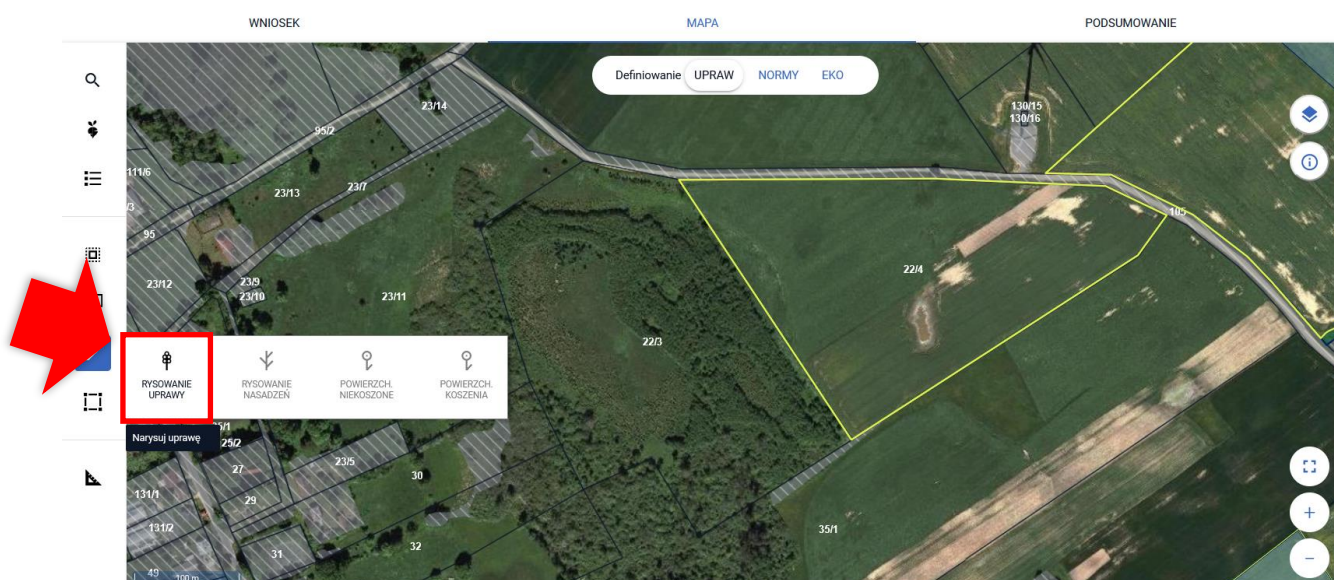 WNIOSEK
MAPA
PODSUMOWANIE
Definiowanie UPRAW NORMY EKO
23/14
130/15
130/16
95/2
111/6
23/13
23/7
/3
105
95
22/4
23/12
23/9
23/10
23/11
22/3
RYSOWANIE
UPRAWY
RYSOWANIE
NASADZEŃ
POWIERZCH.
NIEKOSZONE
POWIERZCH.
KOSZENIA
Narysuj uprawę
25/2
27
23/5
30
131/1
29
131/2
35/1
31
32
49
100 m